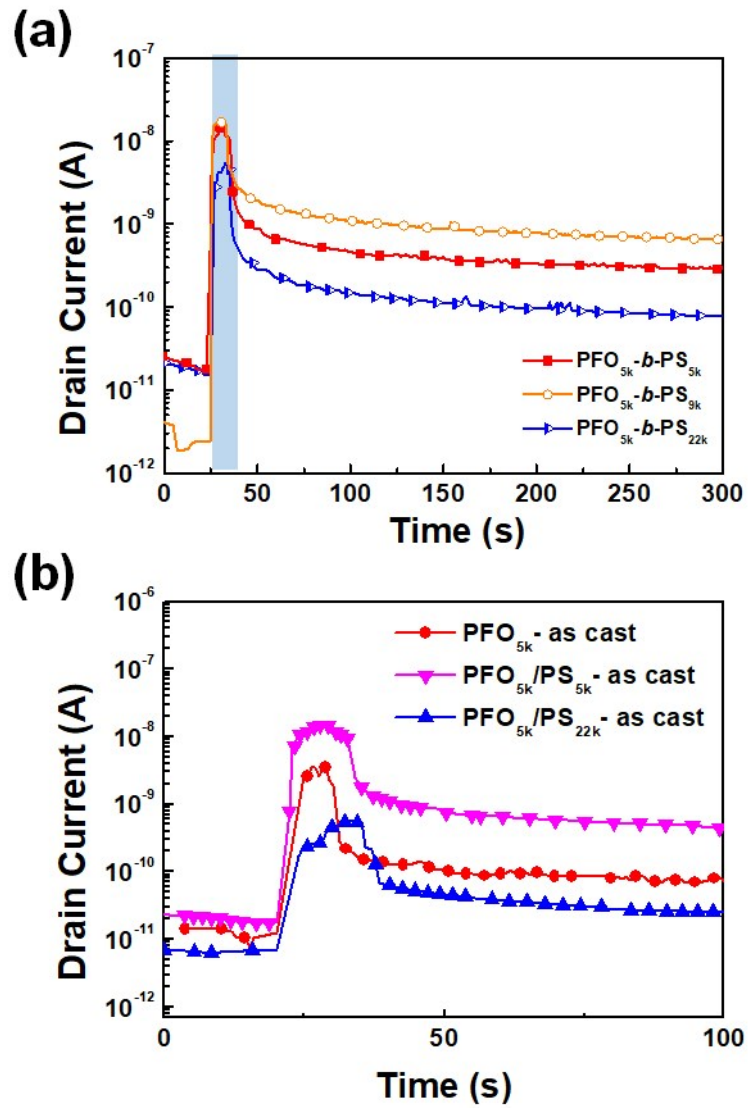 (a)
Drain Current (A)
10⁻⁷
10⁻⁸
10⁻⁹
10⁻¹⁰
10⁻¹¹
10⁻¹²
PFO₅ₖ-b-PS₅ₖ
PFO₅ₖ-b-PS₉ₖ
PFO₅ₖ-b-PS₂₂ₖ
0 50 100 150 200 250 300
Time (s)
(b)
Drain Current (A)
10⁻⁶
10⁻⁷
10⁻⁸
10⁻⁹
10⁻¹⁰
10⁻¹¹
10⁻¹²
PFO₅ₖ- as cast
PFO₅ₖ/PS₅ₖ- as cast
PFO₅ₖ/PS₂₂ₖ- as cast
0 50 100
Time (s)